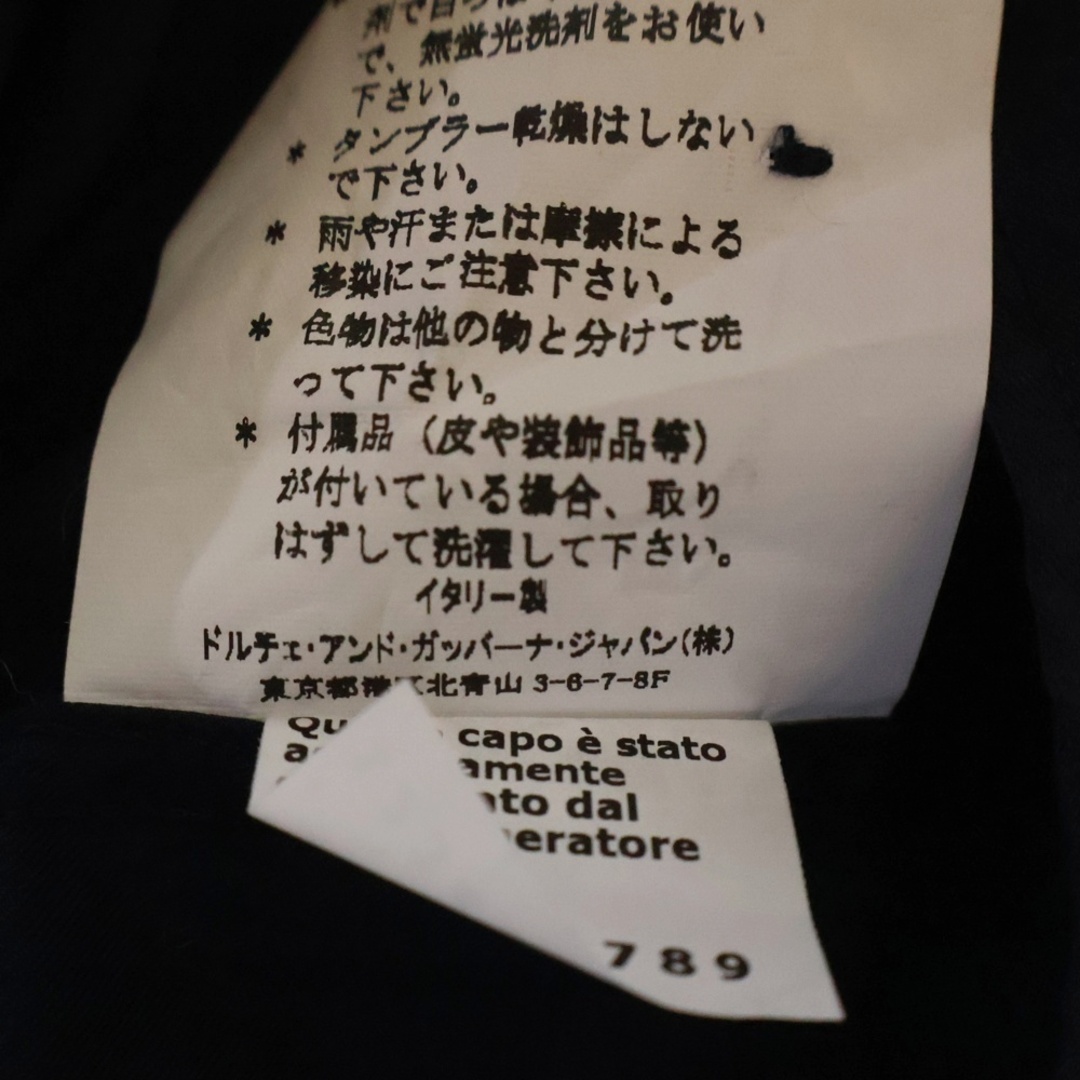 剤で白っぽ
で、無蛍光洗剤をお使い
下さい。
* タンブラー乾燥はしない
で下さい。
* 雨や汗または摩擦による
移染にご注意下さい。
* 色物は他の物と分けて洗
って下さい。
* 付属品（皮や装飾品等）
が付いている場合、取り
はずして洗濯して下さい。
イタリー製
ドルチェ・アンド・ガッバーナ・ジャパン(株)
東京都港区北青山 3-6-7-8F
capo è stato
dal
789